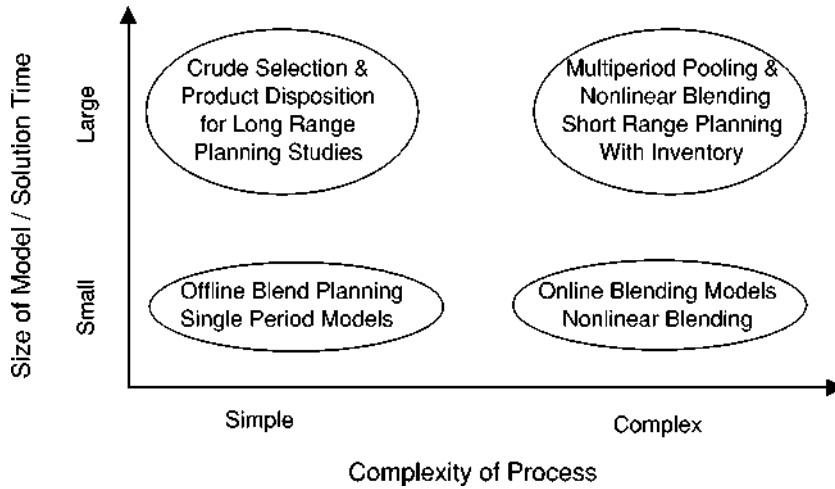 Size of Model / Solution Time
Large
Small
Crude Selection &
Product Disposition
for Long Range
Planning Studies
Multiperiod Pooling &
Nonlinear Blending
Short Range Planning
With Inventory
Offline Blend Planning
Single Period Models
Online Blending Models
Nonlinear Blending
Simple
Complex
Complexity of Process